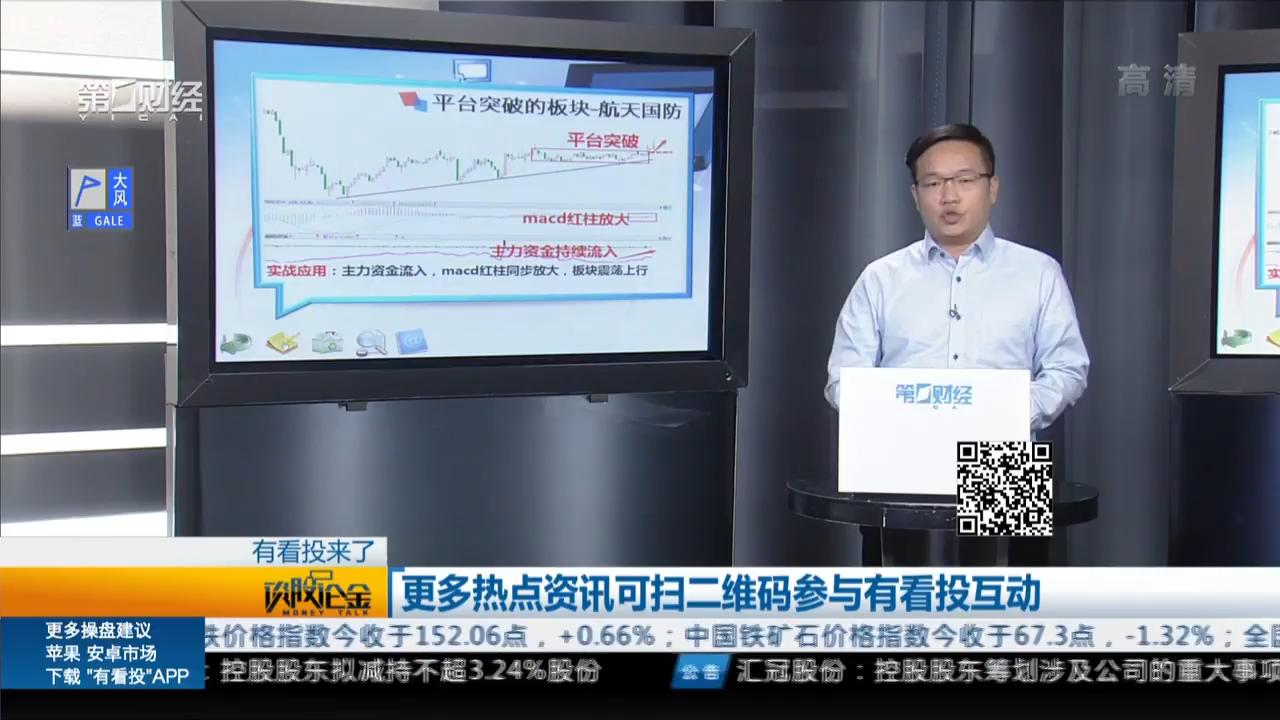 第一财经
YICAI
高清
大风
蓝 GALE
平台突破的板块-航天国防
平台突破
macd红柱放大
主力资金持续流入
实战应用：主力资金流入，macd红柱同步放大，板块震荡上行
第一财经
有看投来了
谈股论金
MONEY TALK
更多热点资讯可扫二维码参与有看投互动
更多操盘建议
苹果 安卓市场
下载 "有看投"APP
铁价格指数今收于152.06点，+0.66%；中国铁矿石价格指数今收于67.3点，-1.32%；全国
：控股股东拟减持不超3.24%股份 公告 汇冠股份：控股股东筹划涉及公司的重大事项